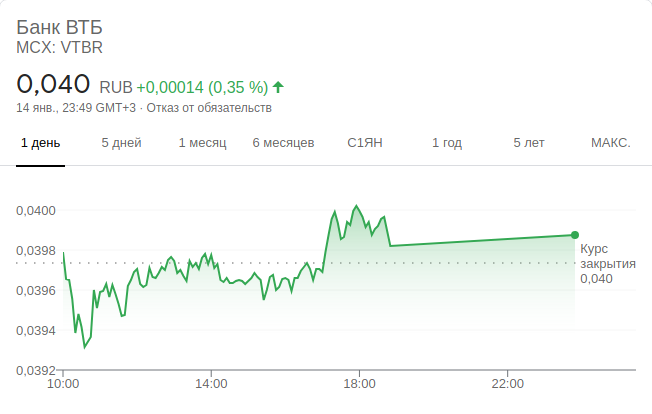 Банк ВТБ
MCX: VTBR
0,040 RUB +0,00014 (0,35 %)
14 янв., 23:49 GMT+3 · Отказ от обязательств
1 день 5 дней 1 месяц 6 месяцев С1ЯН 1 год 5 лет МАКС.
0,0400
0,0398
0,0396
0,0394
0,0392
Курс
закрытия
0,040
10:00 14:00 18:00 22:00